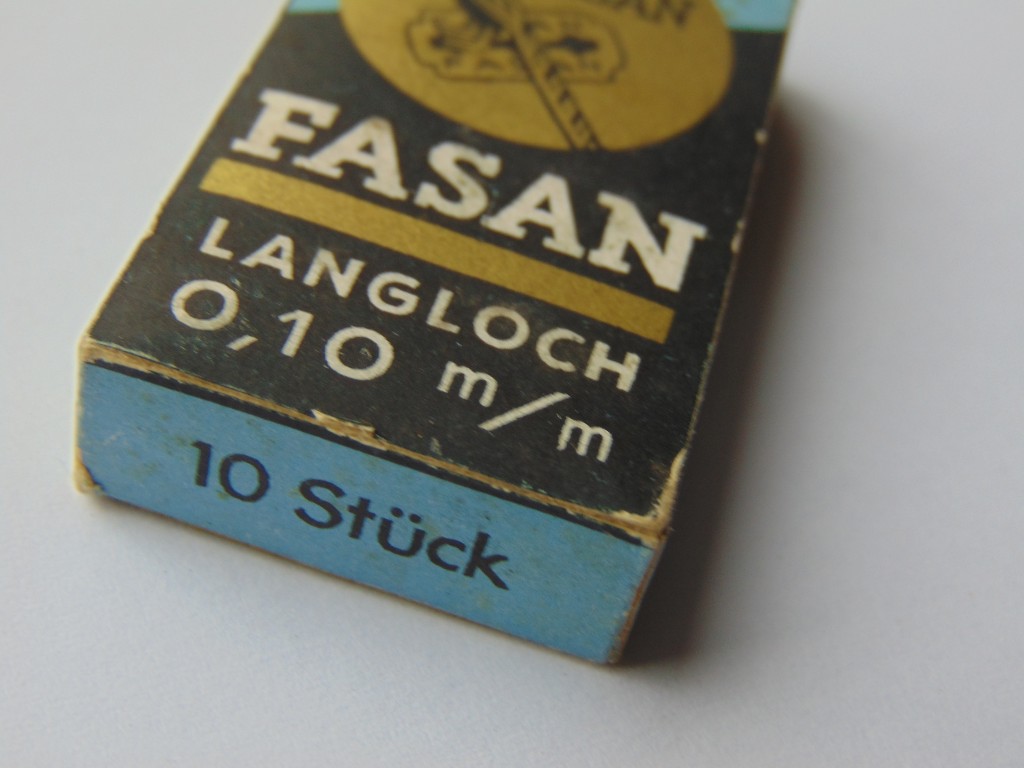 FASAN
LANGLOCH
0,10 m/m
10 Stück